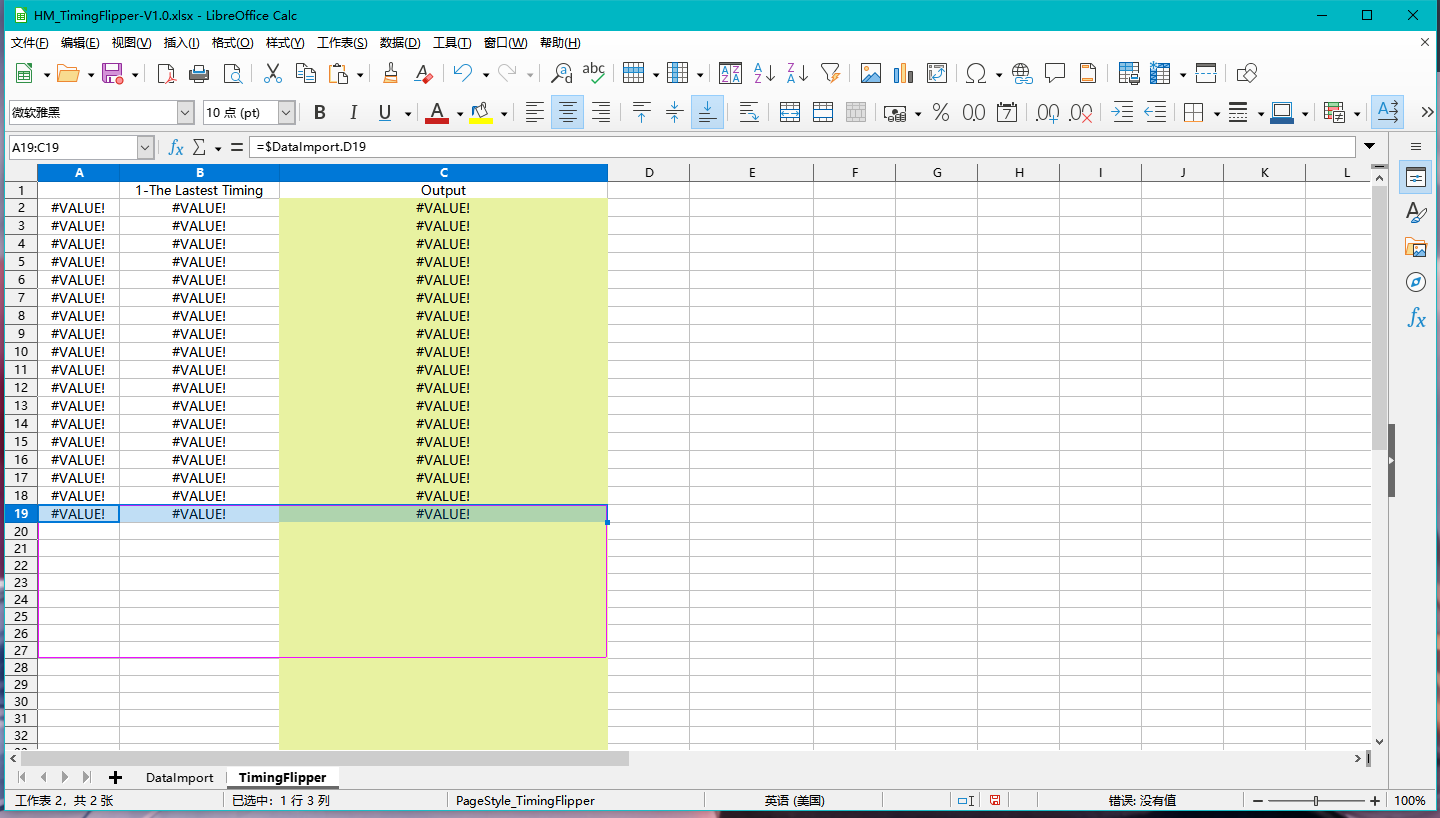 HM_TimingFlipper-V1.0.xlsx - LibreOffice Calc
文件(F) 编辑(E) 视图(V) 插入(I) 格式(O) 样式(Y) 工作表(S) 数据(D) 工具(T) 窗口(W) 帮助(H)
微软雅黑 10 点 (pt) B I U A
A19:C19 fx Σ = =$DataImport.D19
A B C D E F G H I J K L
1 1-The Lastest Timing Output
2 #VALUE! #VALUE! #VALUE!
3 #VALUE! #VALUE! #VALUE!
4 #VALUE! #VALUE! #VALUE!
5 #VALUE! #VALUE! #VALUE!
6 #VALUE! #VALUE! #VALUE!
7 #VALUE! #VALUE! #VALUE!
8 #VALUE! #VALUE! #VALUE!
9 #VALUE! #VALUE! #VALUE!
10 #VALUE! #VALUE! #VALUE!
11 #VALUE! #VALUE! #VALUE!
12 #VALUE! #VALUE! #VALUE!
13 #VALUE! #VALUE! #VALUE!
14 #VALUE! #VALUE! #VALUE!
15 #VALUE! #VALUE! #VALUE!
16 #VALUE! #VALUE! #VALUE!
17 #VALUE! #VALUE! #VALUE!
18 #VALUE! #VALUE! #VALUE!
19 #VALUE! #VALUE! #VALUE!
20
21
22
23
24
25
26
27
28
29
30
31
32
DataImport TimingFlipper
工作表 2，共 2 张 已选中：1 行 3 列 PageStyle_TimingFlipper 英语 (美国) 错误: 没有值 100%